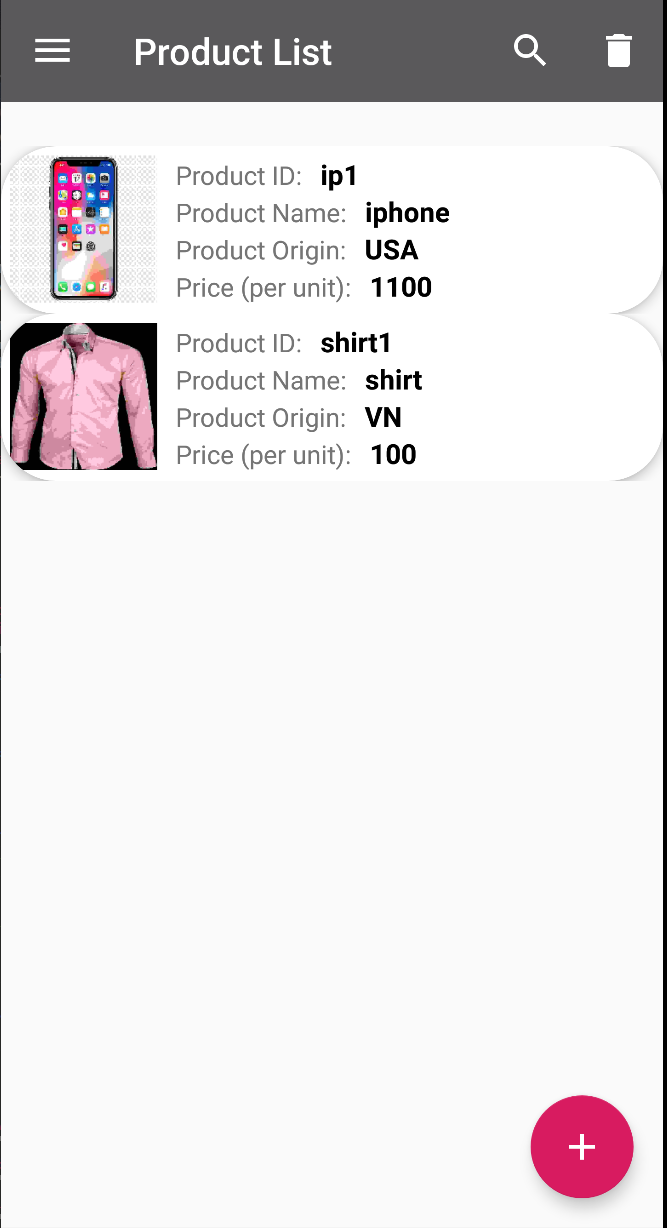 Product List
Product ID: ip1
Product Name: iphone
Product Origin: USA
Price (per unit): 1100
Product ID: shirt1
Product Name: shirt
Product Origin: VN
Price (per unit): 100